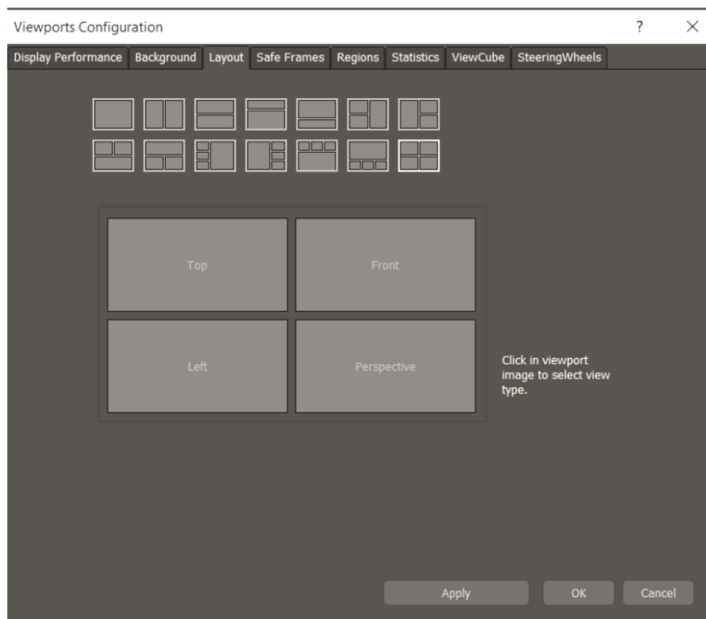 Viewports Configuration ? ×
Display Performance Background Layout Safe Frames Regions Statistics ViewCube SteeringWheels
Top Front
Left Perspective
Click in viewport
image to select view
type.
Apply OK Cancel